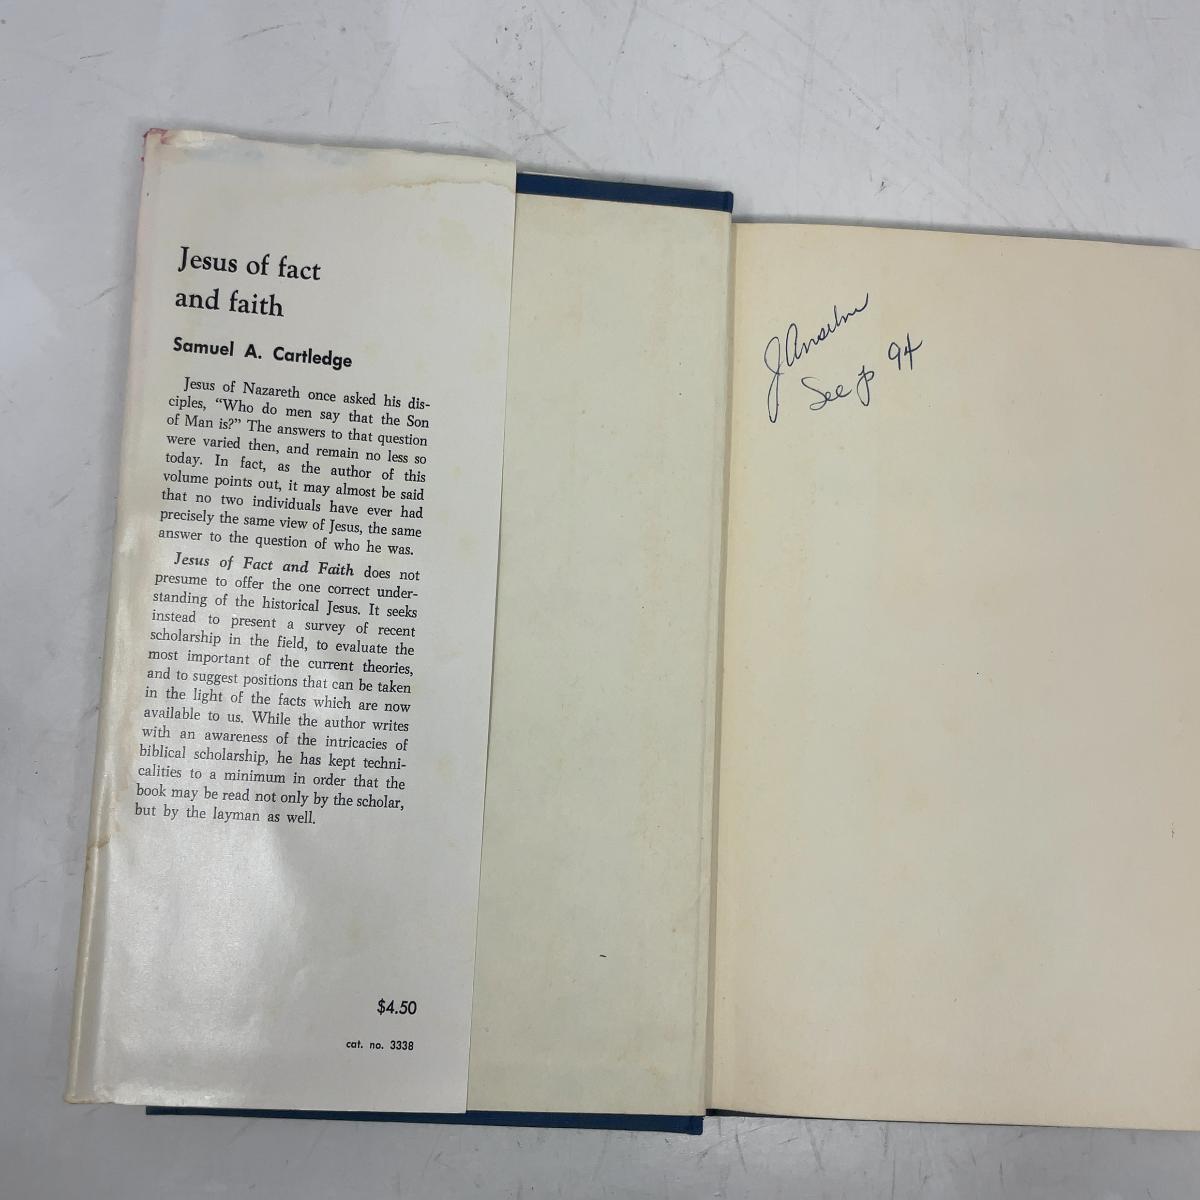 Jesus of fact
and faith
Samuel A. Cartledge
Jesus of Nazareth once asked his dis-
ciples, “Who do men say that the Son
of Man is?” The answers to that question
were varied then, and remain no less so
today. In fact, as the author of this
volume points out, it may almost be said
that no two individuals have ever had
precisely the same view of Jesus, the same
answer to the question of who he was.
Jesus of Fact and Faith does not
presume to offer the one correct under-
standing of the historical Jesus. It seeks
instead to present a survey of recent
scholarship in the field, to evaluate the
most important of the current theories,
and to suggest positions that can be taken
in the light of the facts which are now
available to us. While the author writes
with an awareness of the intricacies of
biblical scholarship, he has kept techni-
calities to a minimum in order that the
book may be read not only by the scholar,
but by the layman as well.
$4.50
cat. no. 3338
J Anselm
See p 94